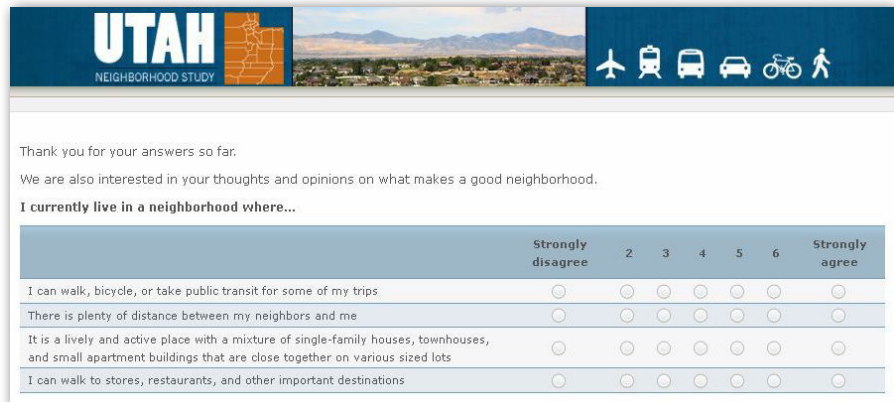 UTAH
NEIGHBORHOOD STUDY
Thank you for your answers so far.
We are also interested in your thoughts and opinions on what makes a good neighborhood.
I currently live in a neighborhood where...
Strongly disagree 2 3 4 5 6 Strongly agree
I can walk, bicycle, or take public transit for some of my trips
There is plenty of distance between my neighbors and me
It is a lively and active place with a mixture of single-family houses, townhouses,
and small apartment buildings that are close together on various sized lots
I can walk to stores, restaurants, and other important destinations